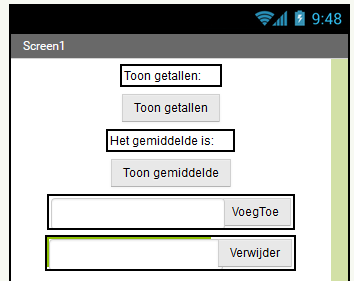 9:48
Screen1
Toon getallen:
Toon getallen
Het gemiddelde is:
Toon gemiddelde
VoegToe
Verwijder